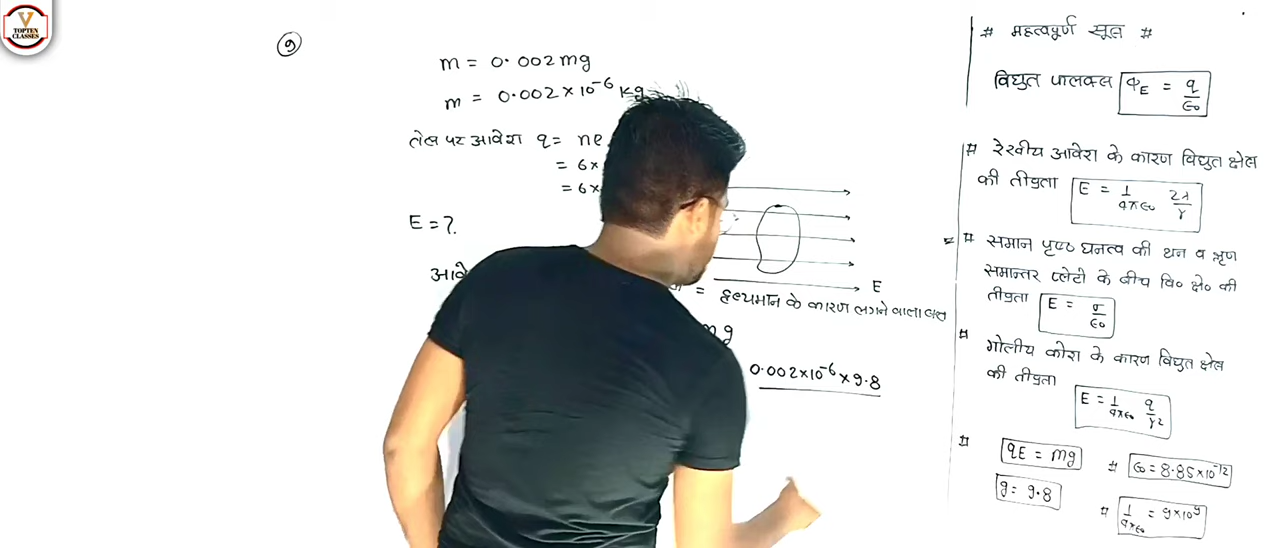 V
TOPTEN
CLASSES
9
m = 0.002 mg
m = 0.002 × 10⁻⁶ kg
तेल पर आवेश q = ne
= 6×
= 6×
E = ?
आवे
E
= द्रव्यमान के कारण लगने वाला बल
mg
0.002×10⁻⁶×9.8
# महत्वपूर्ण सूत्र #
विद्युत फ्लक्स Φ_E = q/ε₀
# रेखीय आवेश के कारण विद्युत क्षेत्र
की तीव्रता E = 1/4πε₀ 2λ/r
= # समान पृष्ठ घनत्व की धन व ऋण
समान्तर प्लेटो के बीच वि० क्षे० की
तीव्रता E = σ/ε₀
# गोलीय कोश के कारण विद्युत क्षेत्र
की तीव्रता
E = 1/4πε₀ q/r²
# qE = mg
# ε₀ = 8.85×10⁻¹²
g = 9.8
# 1/4πε₀ = 9×10⁹